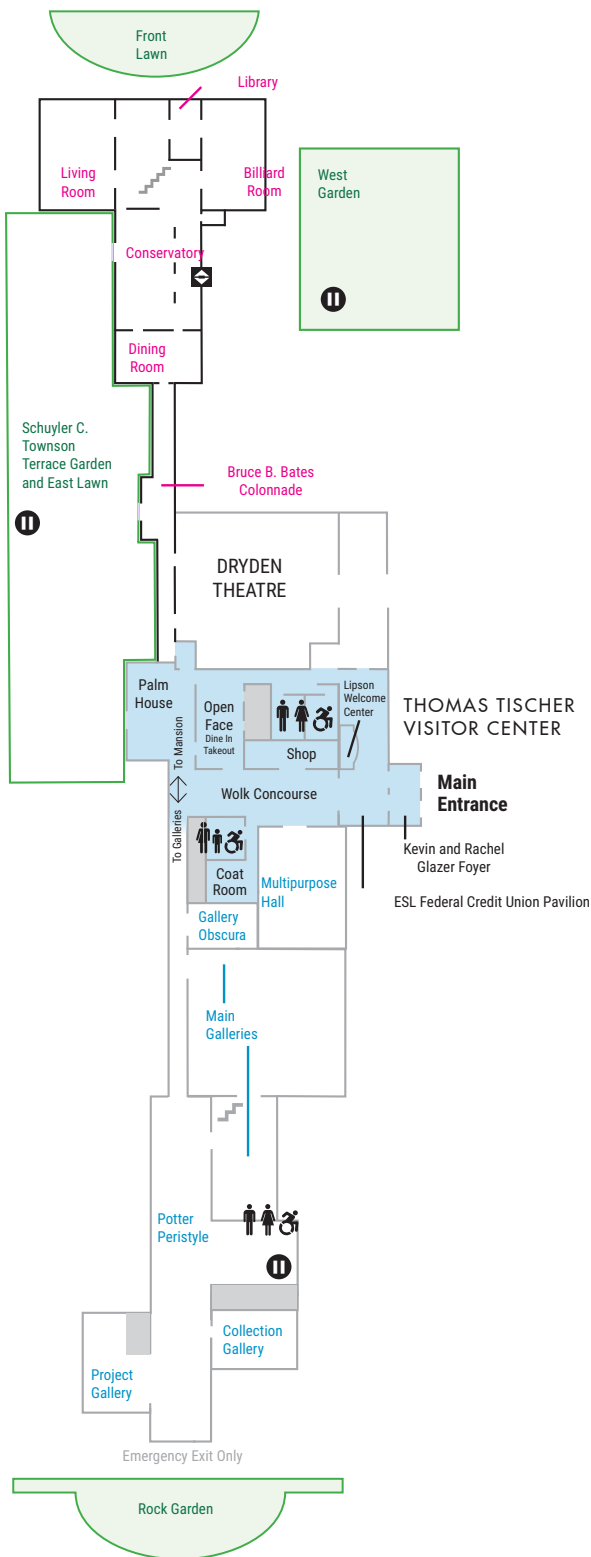 Front
Lawn
Library
Living
Room
Billiard
Room
West
Garden
Conservatory
Dining
Room
Schuyler C.
Townson
Terrace Garden
and East Lawn
Bruce B. Bates
Colonnade
DRYDEN
THEATRE
Palm
House
To Mansion
Open
Face
Dine In
Takeout
Lipson
Welcome
Center
Shop
THOMAS TISCHER
VISITOR CENTER
Wolk Concourse
Main
Entrance
To Galleries
Kevin and Rachel
Glazer Foyer
Coat
Room
Multipurpose
Hall
ESL Federal Credit Union Pavilion
Gallery
Obscura
Main
Galleries
Potter
Peristyle
Collection
Gallery
Project
Gallery
Emergency Exit Only
Rock Garden